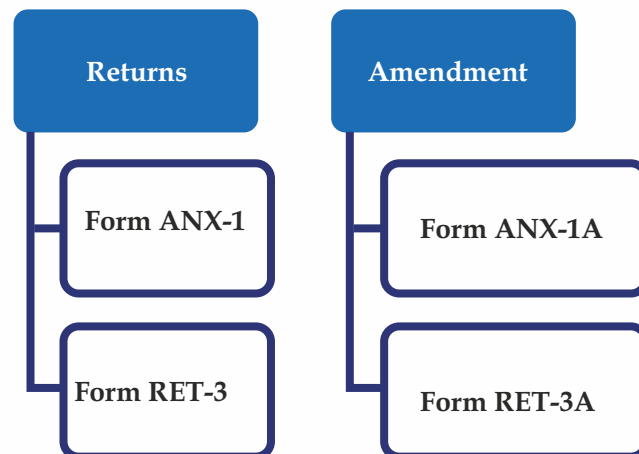 Returns
Form ANX-1
Form RET-3
Amendment
Form ANX-1A
Form RET-3A